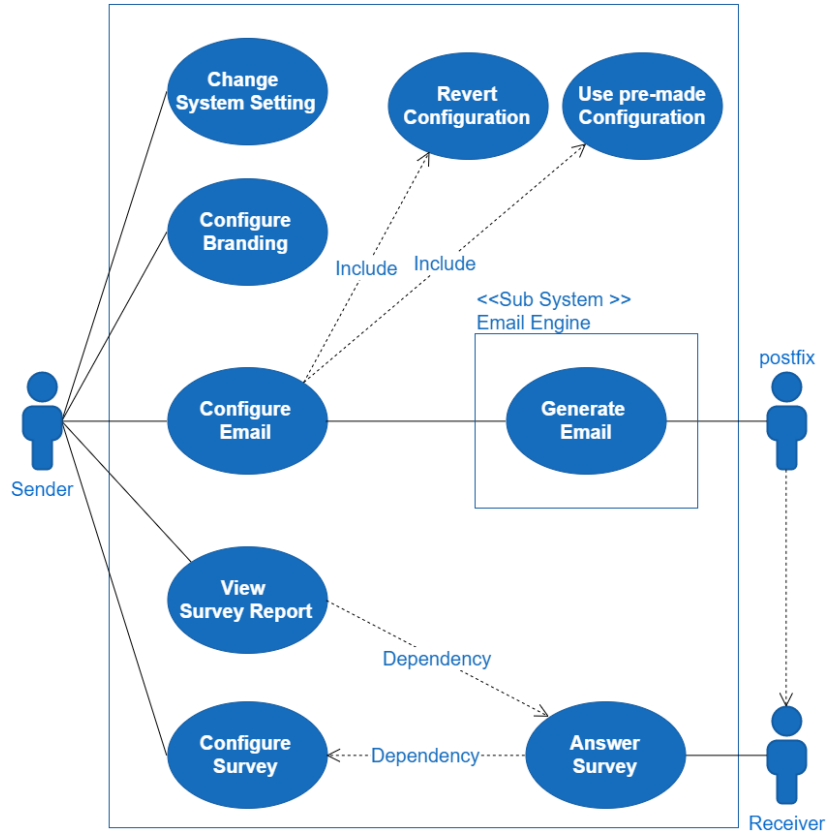 Change
System Setting
Revert
Configuration
Use pre-made
Configuration
Configure
Branding
Include
Include
<<Sub System >>
Email Engine
postfix
Configure
Email
Generate
Email
Sender
View
Survey Report
Dependency
Configure
Survey
Dependency
Answer
Survey
Receiver